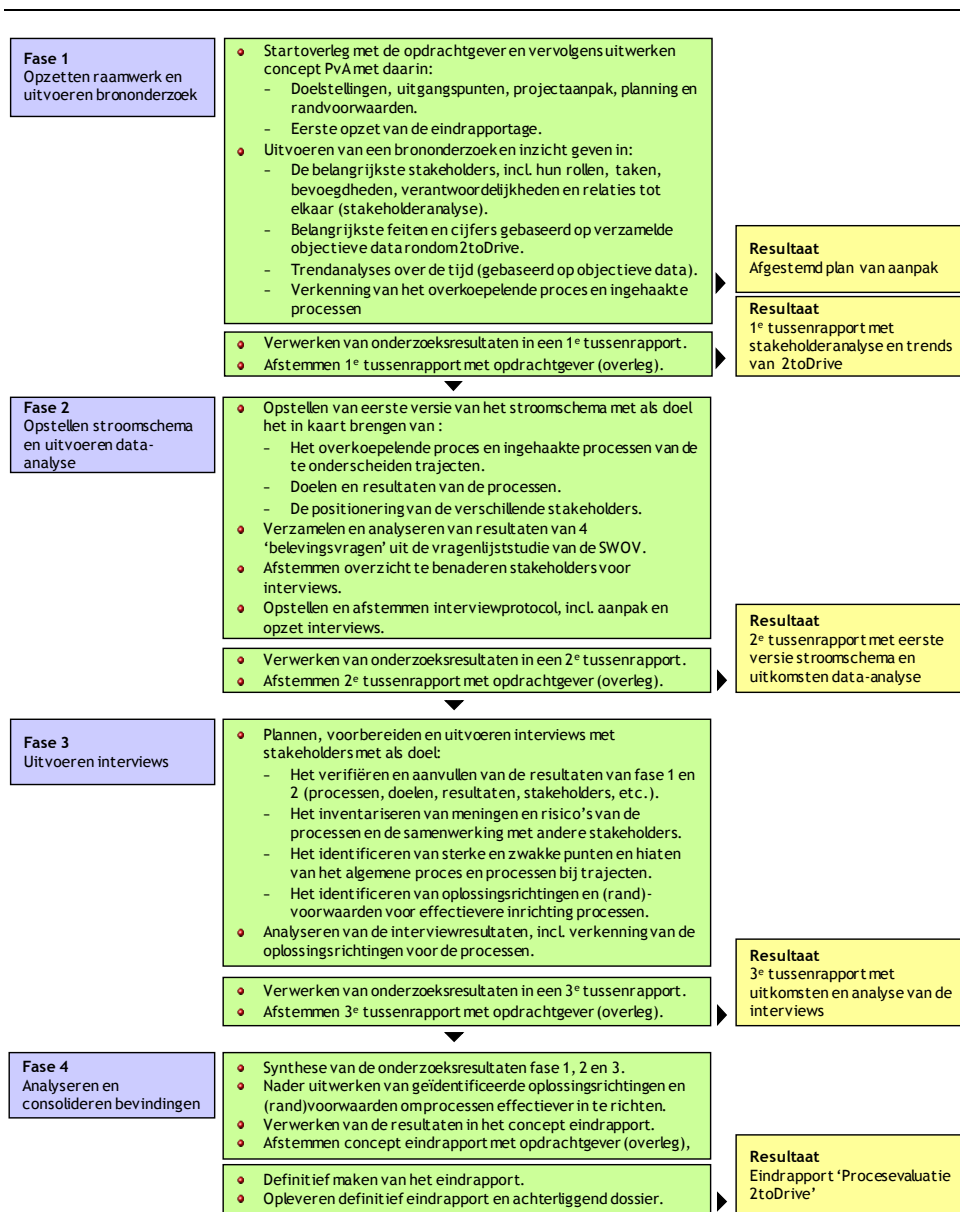 Fase 1
Opzetten raamwerk en
uitvoeren brononderzoek
• Startoverleg met de opdrachtgever en vervolgens uitwerken
concept PvA met daarin:
– Doelstellingen, uitgangspunten, projectaanpak, planning en
randvoorwaarden.
– Eerste opzet van de eindrapportage.
• Uitvoeren van een brononderzoek en inzicht geven in:
– De belangrijkste stakeholders, incl. hun rollen, taken,
bevoegdheden, verantwoordelijkheden en relaties tot
elkaar (stakeholderanalyse).
– Belangrijkste feiten en cijfers gebaseerd op verzamelde
objectieve data rondom 2toDrive.
– Trendanalyses over de tijd (gebaseerd op objectieve data).
– Verkenning van het overkoepelende proces en ingehaakte
processen
Resultaat
Afgestemd plan van aanpak
• Verwerken van onderzoeksresultaten in een 1e tussenrapport.
• Afstemmen 1e tussenrapport met opdrachtgever (overleg).
Resultaat
1e tussenrapport met
stakeholderanalyse en trends
van 2toDrive
Fase 2
Opstellen stroomschema
en uitvoeren data-
analyse
• Opstellen van eerste versie van het stroomschema met als doel
het in kaart brengen van :
– Het overkoepelende proces en ingehaakte processen van de
te onderscheiden trajecten.
– Doelen en resultaten van de processen.
– De positionering van de verschillende stakeholders.
• Verzamelen en analyseren van resultaten van 4
‘belevingsvragen’ uit de vragenlijststudie van de SWOV.
• Afstemmen overzicht te benaderen stakeholders voor
interviews.
• Opstellen en afstemmen interviewprotocol, incl. aanpak en
opzet interviews.
• Verwerken van onderzoeksresultaten in een 2e tussenrapport.
• Afstemmen 2e tussenrapport met opdrachtgever (overleg).
Resultaat
2e tussenrapport met eerste
versie stroomschema en
uitkomsten data-analyse
Fase 3
Uitvoeren interviews
• Plannen, voorbereiden en uitvoeren interviews met
stakeholders met als doel:
– Het verifiëren en aanvullen van de resultaten van fase 1 en
2 (processen, doelen, resultaten, stakeholders, etc.).
– Het inventariseren van meningen en risico’s van de
processen en de samenwerking met andere stakeholders.
– Het identificeren van sterke en zwakke punten en hiaten
van het algemene proces en processen bij trajecten.
– Het identificeren van oplossingsrichtingen en (rand)-
voorwaarden voor effectievere inrichting processen.
• Analyseren van de interviewresultaten, incl. verkenning van de
oplossingsrichtingen voor de processen.
• Verwerken van onderzoeksresultaten in een 3e tussenrapport.
• Afstemmen 3e tussenrapport met opdrachtgever (overleg).
Resultaat
3e tussenrapport met
uitkomsten en analyse van de
interviews
Fase 4
Analyseren en
consolideren bevindingen
• Synthese van de onderzoeksresultaten fase 1, 2 en 3.
• Nader uitwerken van geïdentificeerde oplossingsrichtingen en
(rand)voorwaarden om processen effectiever in te richten.
• Verwerken van de resultaten in het concept eindrapport.
• Afstemmen concept eindrapport met opdrachtgever (overleg),
• Definitief maken van het eindrapport.
• Opleveren definitief eindrapport en achterliggend dossier.
Resultaat
Eindrapport ‘Procesevaluatie
2toDrive’